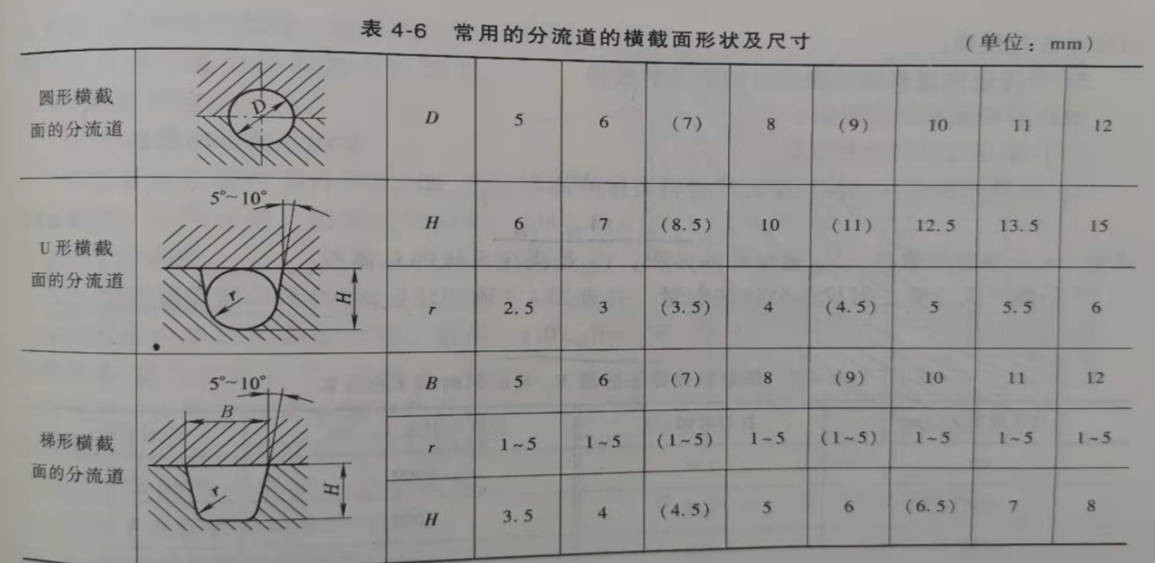 表 4-6 常用的分流道的横截面形状及尺寸 (单位：mm)
圆形横截
面的分流道
D
D 5 6 (7) 8 (9) 10 11 12
U 形横截
面的分流道
5°~10°
r
H
H 6 7 (8.5) 10 (11) 12.5 13.5 15
r 2.5 3 (3.5) 4 (4.5) 5 5.5 6
梯形横截
面的分流道
5°~10°
B
r
H
B 5 6 (7) 8 (9) 10 11 12
r 1~5 1~5 (1~5) 1~5 (1~5) 1~5 1~5 1~5
H 3.5 4 (4.5) 5 6 (6.5) 7 8